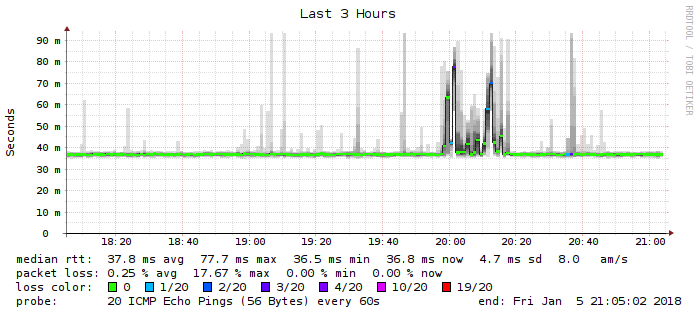 Last 3 Hours
RRDTOOL / TOBI OETIKER
Seconds
90 m
80 m
70 m
60 m
50 m
40 m
30 m
20 m
10 m
0
18:20 18:40 19:00 19:20 19:40 20:00 20:20 20:40 21:00
median rtt: 37.8 ms avg 77.7 ms max 36.5 ms min 36.8 ms now 4.7 ms sd 8.0 am/s
packet loss: 0.25 % avg 17.67 % max 0.00 % min 0.00 % now
loss color: 0 1/20 2/20 3/20 4/20 10/20 19/20
probe: 20 ICMP Echo Pings (56 Bytes) every 60s end: Fri Jan 5 21:05:02 2018